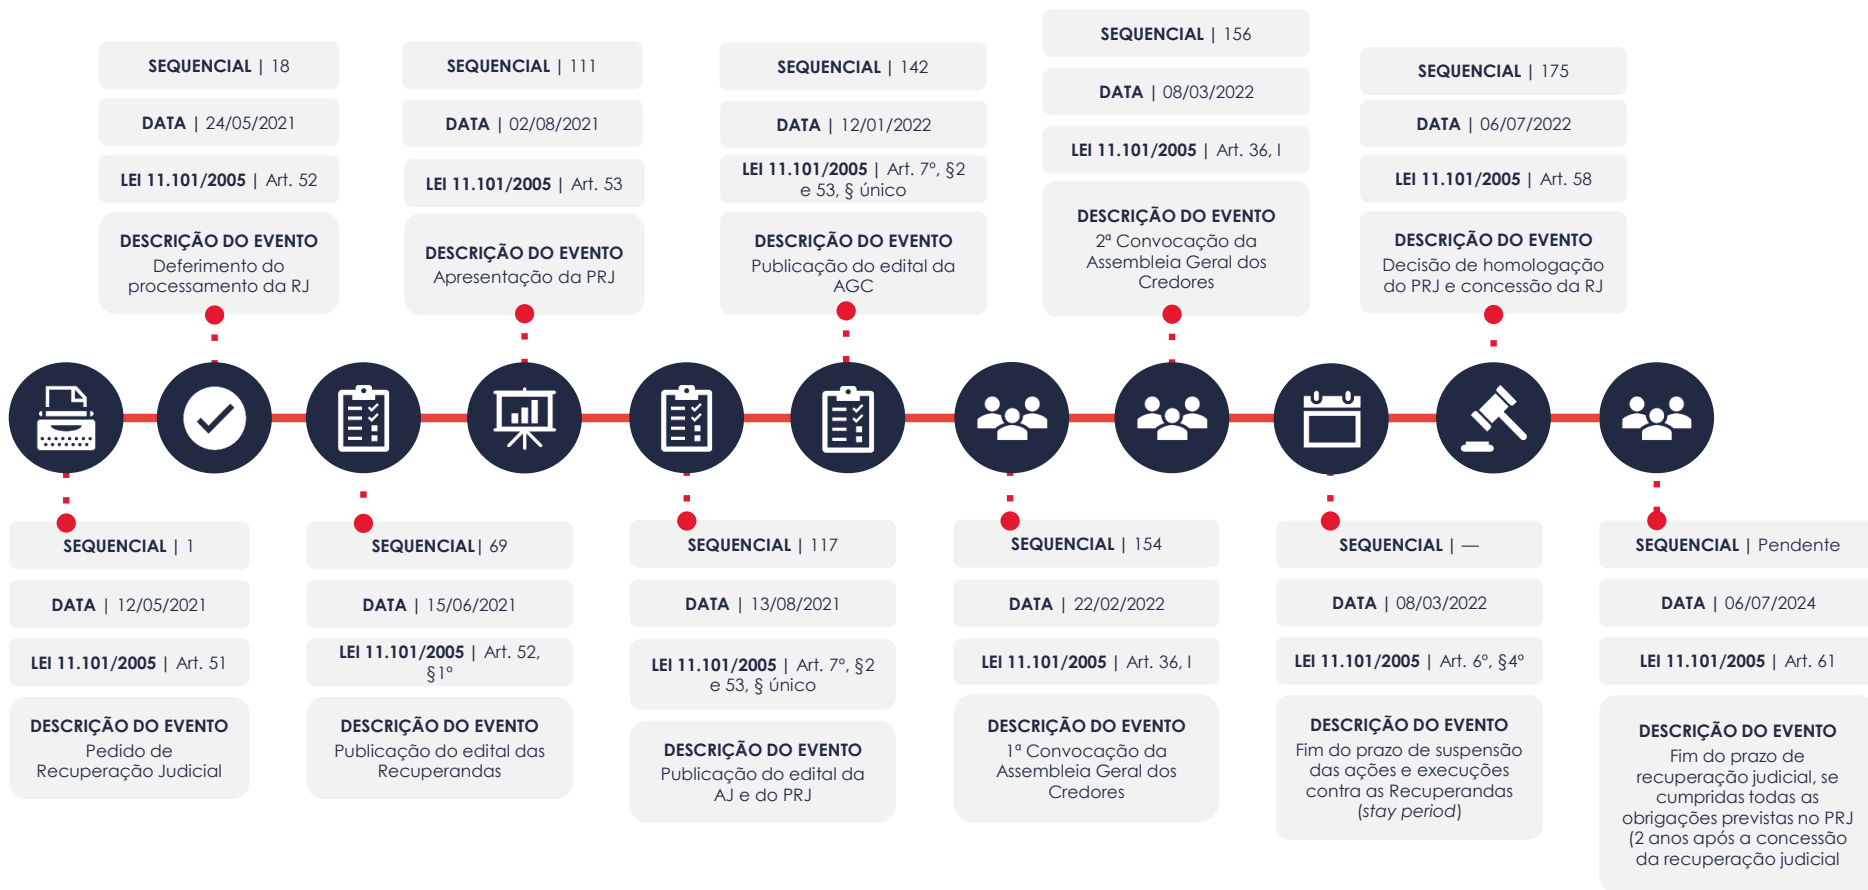 SEQUENCIAL | 18
DATA | 24/05/2021
LEI 11.101/2005 | Art. 52
DESCRIÇÃO DO EVENTO
Deferimento do
processamento da RJ
SEQUENCIAL | 111
DATA | 02/08/2021
LEI 11.101/2005 | Art. 53
DESCRIÇÃO DO EVENTO
Apresentação da PRJ
SEQUENCIAL | 142
DATA | 12/01/2022
LEI 11.101/2005 | Art. 7º, §2
e 53, § único
DESCRIÇÃO DO EVENTO
Publicação do edital da
AGC
SEQUENCIAL | 156
DATA | 08/03/2022
LEI 11.101/2005 | Art. 36, I
DESCRIÇÃO DO EVENTO
2ª Convocação da
Assembleia Geral dos
Credores
SEQUENCIAL | 175
DATA | 06/07/2022
LEI 11.101/2005 | Art. 58
DESCRIÇÃO DO EVENTO
Decisão de homologação
do PRJ e concessão da RJ
SEQUENCIAL | 1
DATA | 12/05/2021
LEI 11.101/2005 | Art. 51
DESCRIÇÃO DO EVENTO
Pedido de
Recuperação Judicial
SEQUENCIAL| 69
DATA | 15/06/2021
LEI 11.101/2005 | Art. 52,
§1º
DESCRIÇÃO DO EVENTO
Publicação do edital das
Recuperandas
SEQUENCIAL | 117
DATA | 13/08/2021
LEI 11.101/2005 | Art. 7º, §2
e 53, § único
DESCRIÇÃO DO EVENTO
Publicação do edital da
AJ e do PRJ
SEQUENCIAL | 154
DATA | 22/02/2022
LEI 11.101/2005 | Art. 36, I
DESCRIÇÃO DO EVENTO
1ª Convocação da
Assembleia Geral dos
Credores
SEQUENCIAL | —
DATA | 08/03/2022
LEI 11.101/2005 | Art. 6º, §4º
DESCRIÇÃO DO EVENTO
Fim do prazo de suspensão
das ações e execuções
contra as Recuperandas
(stay period)
SEQUENCIAL | Pendente
DATA | 06/07/2024
LEI 11.101/2005 | Art. 61
DESCRIÇÃO DO EVENTO
Fim do prazo de
recuperação judicial, se
cumpridas todas as
obrigações previstas no PRJ
(2 anos após a concessão
da recuperação judicial